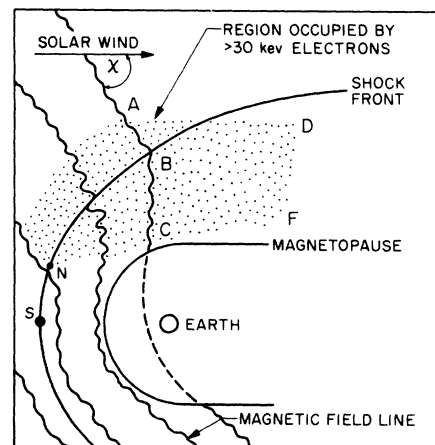 REGION OCCUPIED BY
>30 kev ELECTRONS
SOLAR WIND
χ
SHOCK
FRONT
A
D
B
C
F
MAGNETOPAUSE
N
S
EARTH
MAGNETIC FIELD LINE